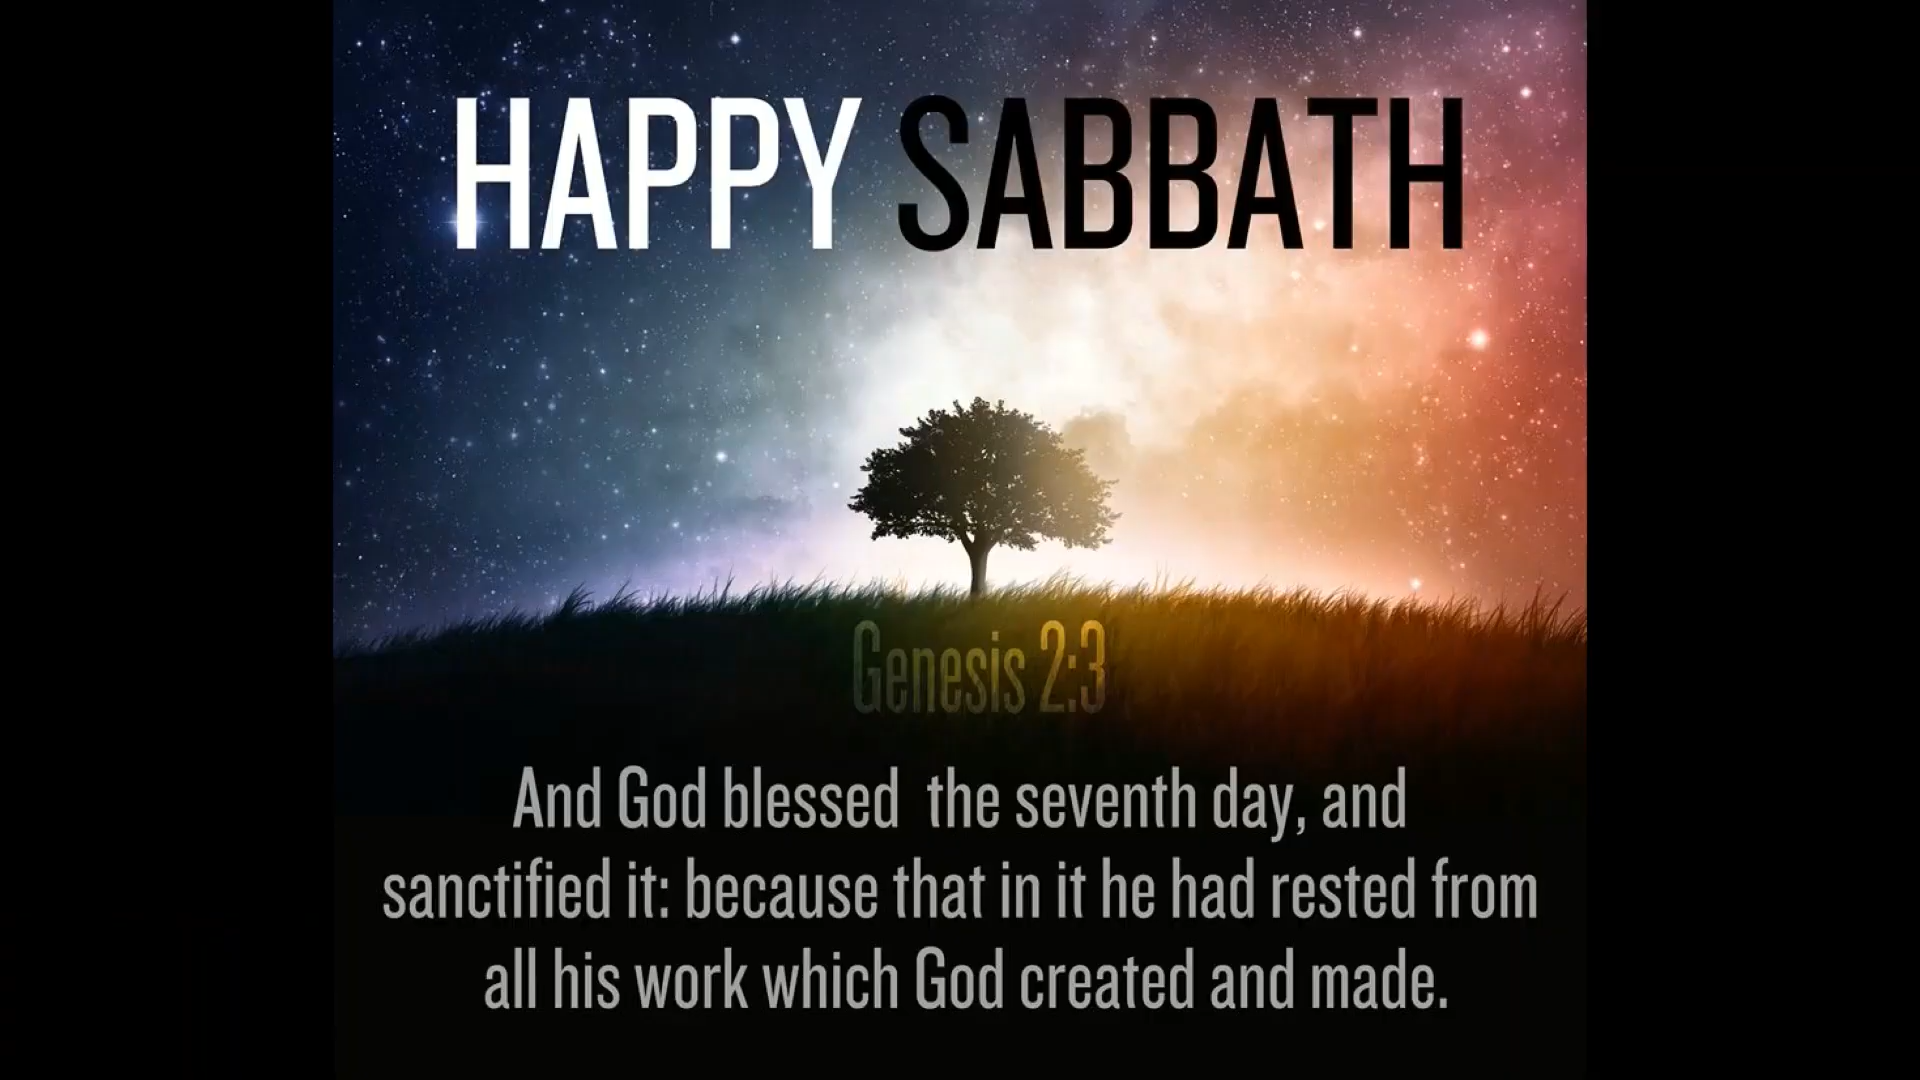 HAPPY SABBATH
Genesis 2:3
And God blessed the seventh day, and
sanctified it: because that in it he had rested from
all his work which God created and made.